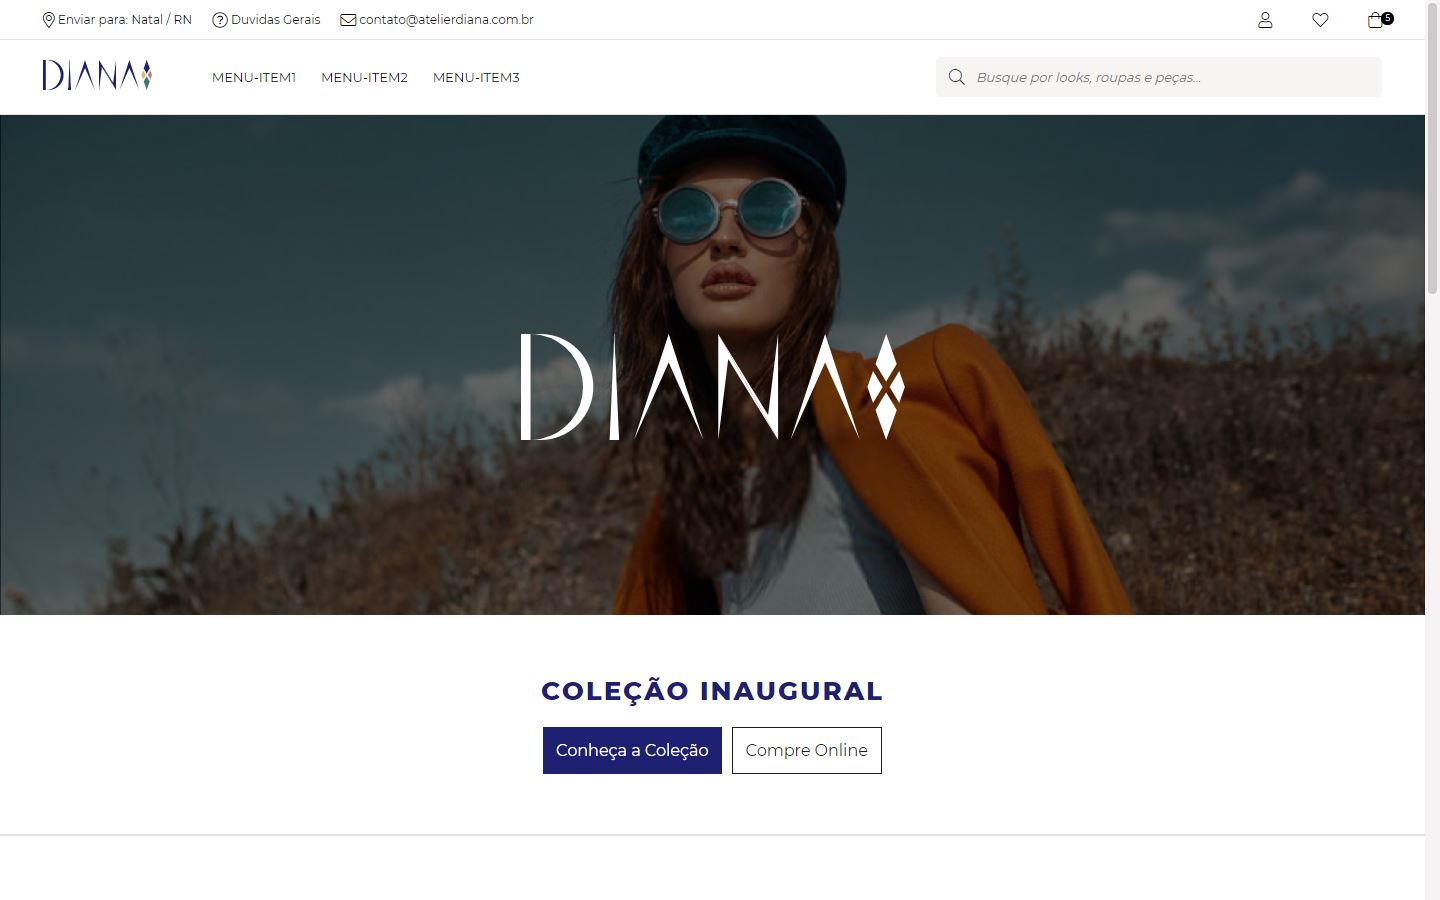 Enviar para: Natal / RN
Duvidas Gerais
contato@atelierdiana.com.br
5
DIANA
MENU-ITEM1
MENU-ITEM2
MENU-ITEM3
Busque por looks, roupas e peças...
DIANA
COLEÇÃO INAUGURAL
Conheça a Coleção
Compre Online